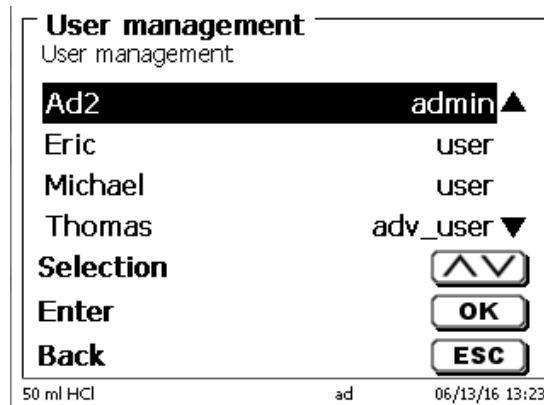 User management
User management
Ad2 admin
Eric user
Michael user
Thomas adv_user
Selection
Enter OK
Back ESC
50 ml HCl ad 06/13/16 13:23